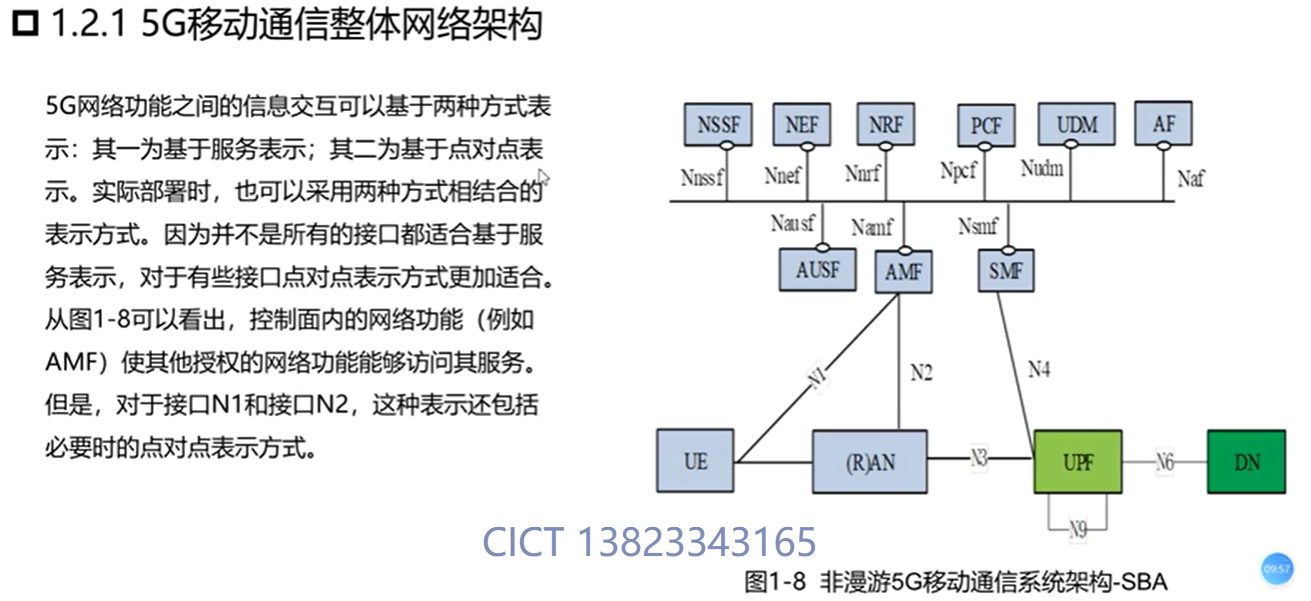 1.2.1 5G移动通信整体网络架构
5G网络功能之间的信息交互可以基于两种方式表
示：其一为基于服务表示；其二为基于点对点表
示。实际部署时，也可以采用两种方式相结合的
表示方式。因为并不是所有的接口都适合基于服
务表示，对于有些接口点对点表示方式更加适合。
从图1-8可以看出，控制面内的网络功能（例如
AMF）使其他授权的网络功能能够访问其服务。
但是，对于接口N1和接口N2，这种表示还包括
必要时的点对点表示方式。
NSSF NEF NRF PCF UDM AF
Nnssf Nnef Nnrf Npcf Nudm Naf
Nausf Namf Nsmf
AUSF AMF SMF
N1 N2 N4
UE (R)AN N3 UPF N6 DN
N9
CICT 13823343165
图1-8 非漫游5G移动通信系统架构-SBA
09:57